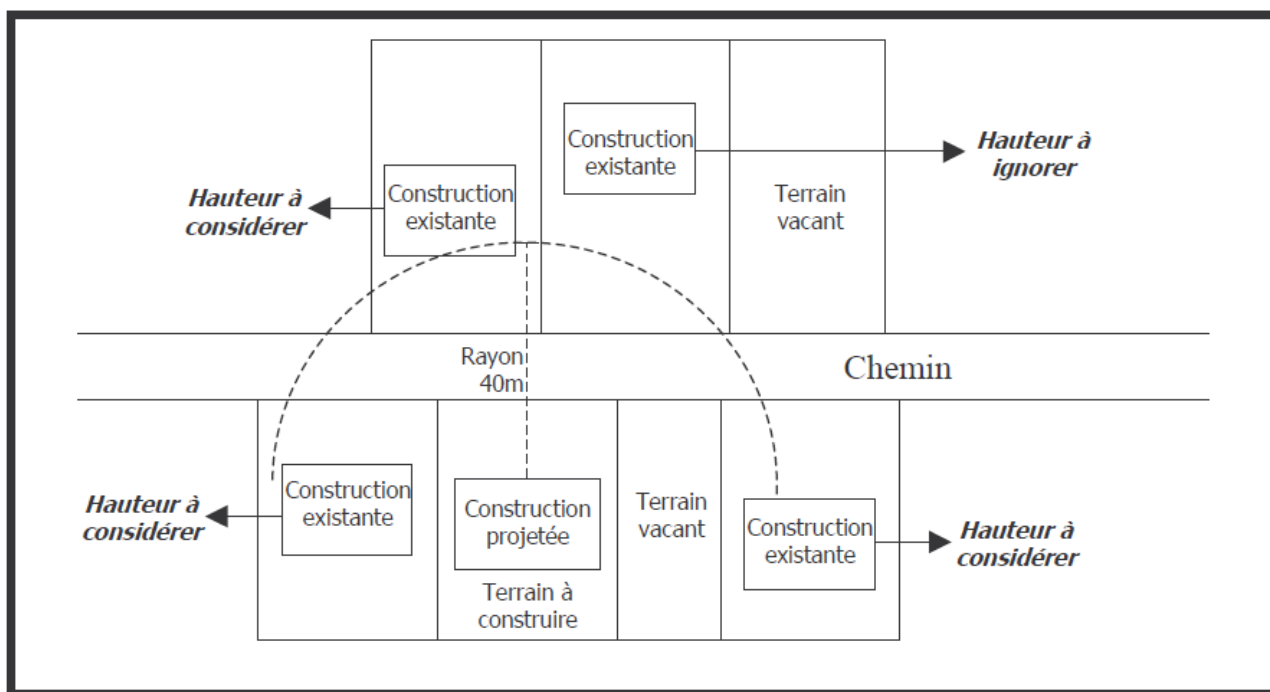 Construction
existante
Hauteur à
ignorer
Construction
existante
Hauteur à
considérer
Terrain
vacant
Rayon
40m
Chemin
Construction
existante
Hauteur à
considérer
Construction
projetée
Terrain à
construire
Terrain
vacant
Construction
existante
Hauteur à
considérer